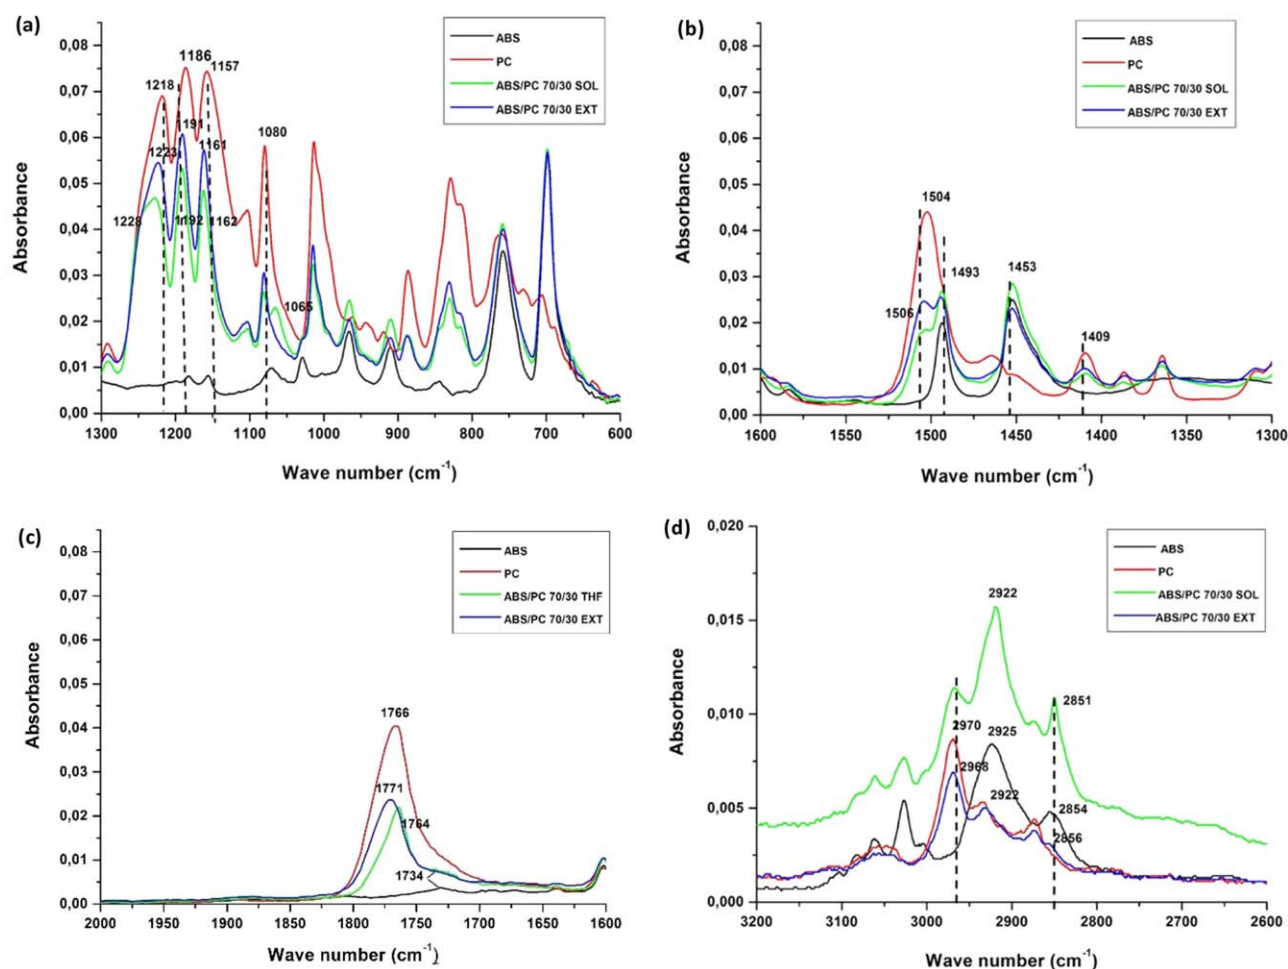 (a)
0,08
0,07
0,06
0,05
0,04
0,03
0,02
0,01
0,00
Absorbance
1300 1200 1100 1000 900 800 700 600
Wave number (cm-1)
ABS
PC
ABS/PC 70/30 SOL
ABS/PC 70/30 EXT
1218
1186
1157
1191
1223
1161
1080
1228
1192
1162
1065
(b)
0,08
0,07
0,06
0,05
0,04
0,03
0,02
0,01
0,00
Absorbance
1600 1550 1500 1450 1400 1350 1300
Wave number (cm-1)
ABS
PC
ABS/PC 70/30 SOL
ABS/PC 70/30 EXT
1504
1493
1453
1506
1409
(c)
0,08
0,07
0,06
0,05
0,04
0,03
0,02
0,01
0,00
Absorbance
2000 1900 1800 1700 1600
Wave number (cm-1)
ABS
PC
ABS/PC 70/30 THF
ABS/PC 70/30 EXT
1766
1771
1764
1734
(d)
0,020
0,015
0,010
0,005
0,000
Absorbance
3200 3100 3000 2900 2800 2700 2600
Wave number (cm-1)
ABS
PC
ABS/PC 70/30 SOL
ABS/PC 70/30 EXT
2922
2851
2970
2925
2968
2922
2854
2856